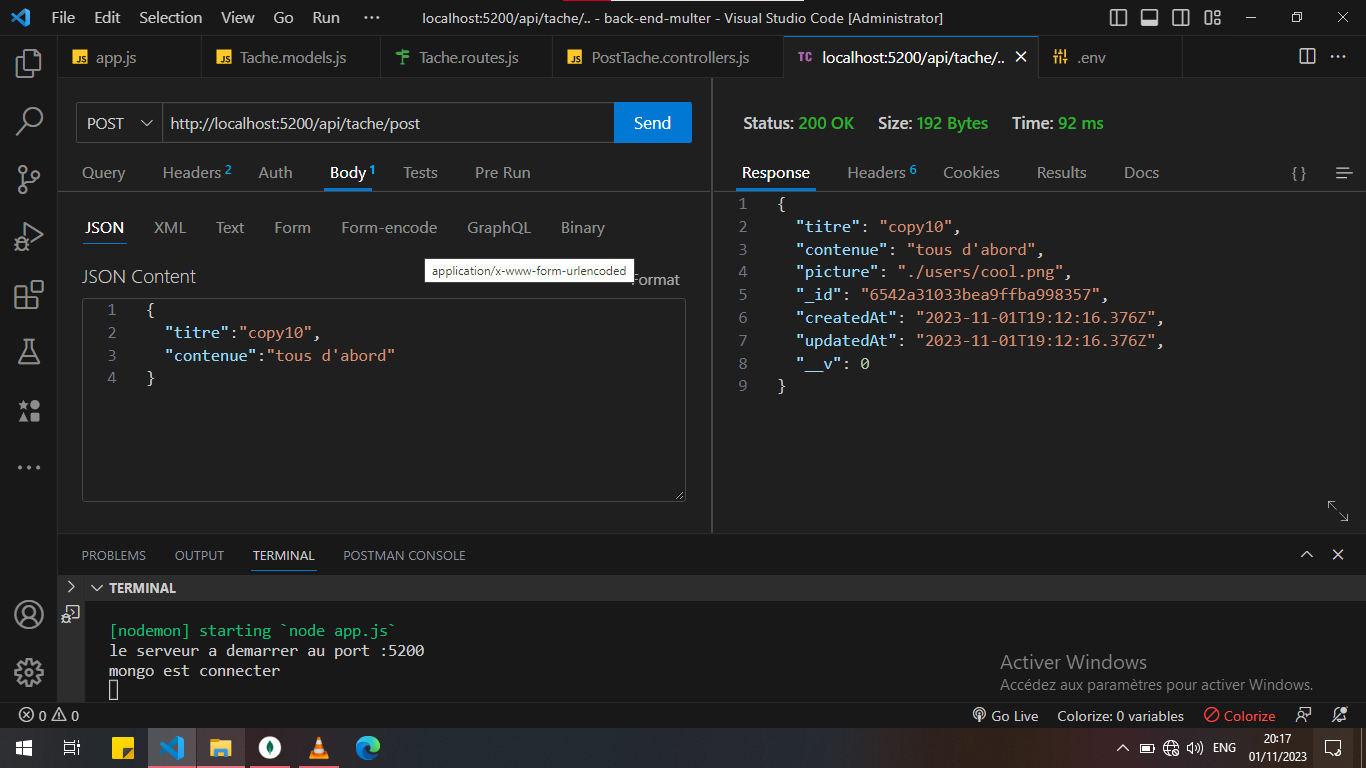 File Edit Selection View Go Run ··· localhost:5200/api/tache/.. - back-end-multer - Visual Studio Code [Administrator]
JS app.js JS Tache.models.js Tache.routes.js JS PostTache.controllers.js TC localhost:5200/api/tache/.. .env
POST http://localhost:5200/api/tache/post Send
Query Headers 2 Auth Body 1 Tests Pre Run
JSON XML Text Form Form-encode GraphQL Binary
application/x-www-form-urlencoded
JSON Content Format
1 {
2 "titre":"copy10",
3 "contenue":"tous d'abord"
4 }
Status: 200 OK Size: 192 Bytes Time: 92 ms
Response Headers 6 Cookies Results Docs { }
1 {
2 "titre": "copy10",
3 "contenue": "tous d'abord",
4 "picture": "./users/cool.png",
5 "_id": "6542a31033bea9ffba998357",
6 "createdAt": "2023-11-01T19:12:16.376Z",
7 "updatedAt": "2023-11-01T19:12:16.376Z",
8 "__v": 0
9 }
PROBLEMS OUTPUT TERMINAL POSTMAN CONSOLE
TERMINAL
[nodemon] starting `node app.js`
le serveur a demarrer au port :5200
mongo est connecter
Activer Windows
Accédez aux paramètres pour activer Windows.
0 0 Go Live Colorize: 0 variables Colorize
ENG 20:17
01/11/2023